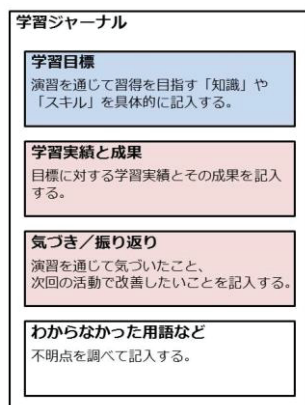 学習ジャーナル
学習目標
演習を通じて習得を目指す「知識」や
「スキル」を具体的に記入する。
学習実績と成果
目標に対する学習実績とその成果を記入
する。
気づき／振り返り
演習を通じて気づいたこと、
次回の活動で改善したいことを記入する。
わからなかった用語など
不明点を調べて記入する。